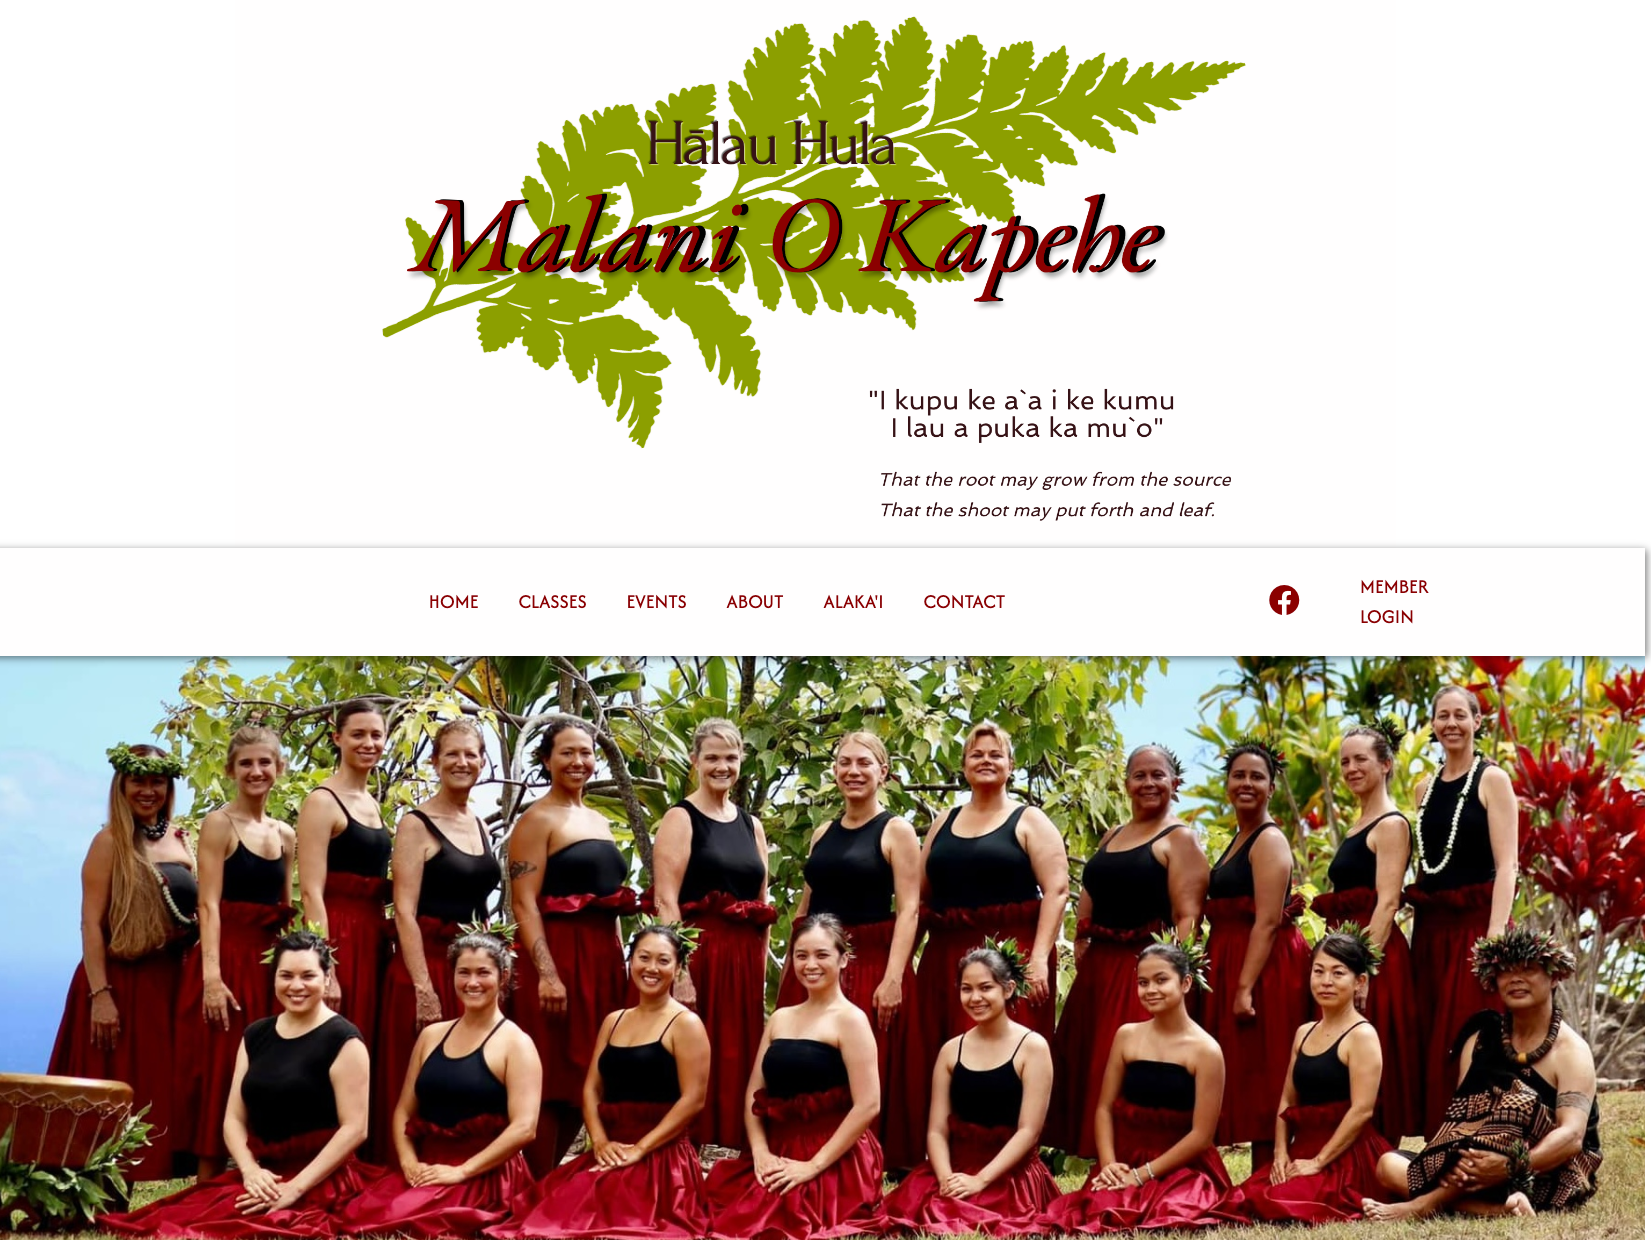 Hālau Hula
Malani O Kapehe
"I kupu ke a`a i ke kumu
I lau a puka ka mu`o"
That the root may grow from the source
That the shoot may put forth and leaf.
HOME CLASSES EVENTS ABOUT ALAKA'I CONTACT
MEMBER
LOGIN